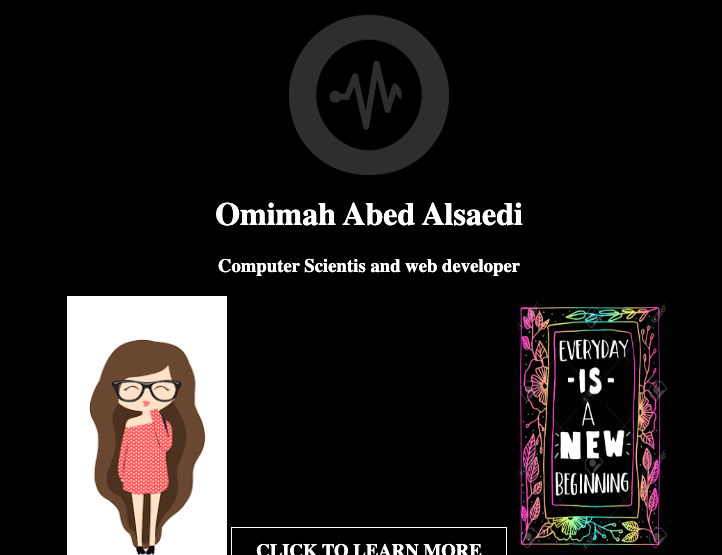 Omimah Abed Alsaedi
Computer Scientis and web developer
EVERYDAY
-IS-
A
NEW
BEGINNING
CLICK TO LEARN MORE